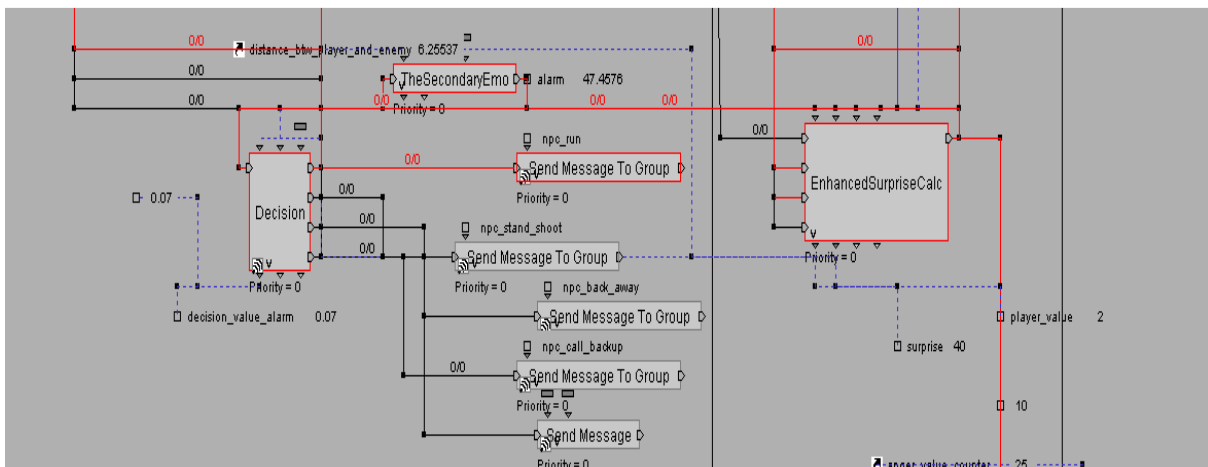 0/0
0/0
distance_btw_player_and_enemy 6.25537
0/0
TheSecondaryEmo
alarm 47.4576
0/0
0/0
0/0
0/0
Priority = 0
npc_run
0/0
0/0
Send Message To Group
EnhancedSurpriseCalc
Priority = 0
0.07
0/0
Decision
0/0
npc_stand_shoot
0/0
Send Message To Group
Priority = 0
Priority = 0
Priority = 0
npc_back_away
decision_value_alarm 0.07
Send Message To Group
player_value 2
npc_call_backup
surprise 40
0/0
Send Message To Group
Priority = 0
10
Send Message
Priority = 0
anger_value_counter 25